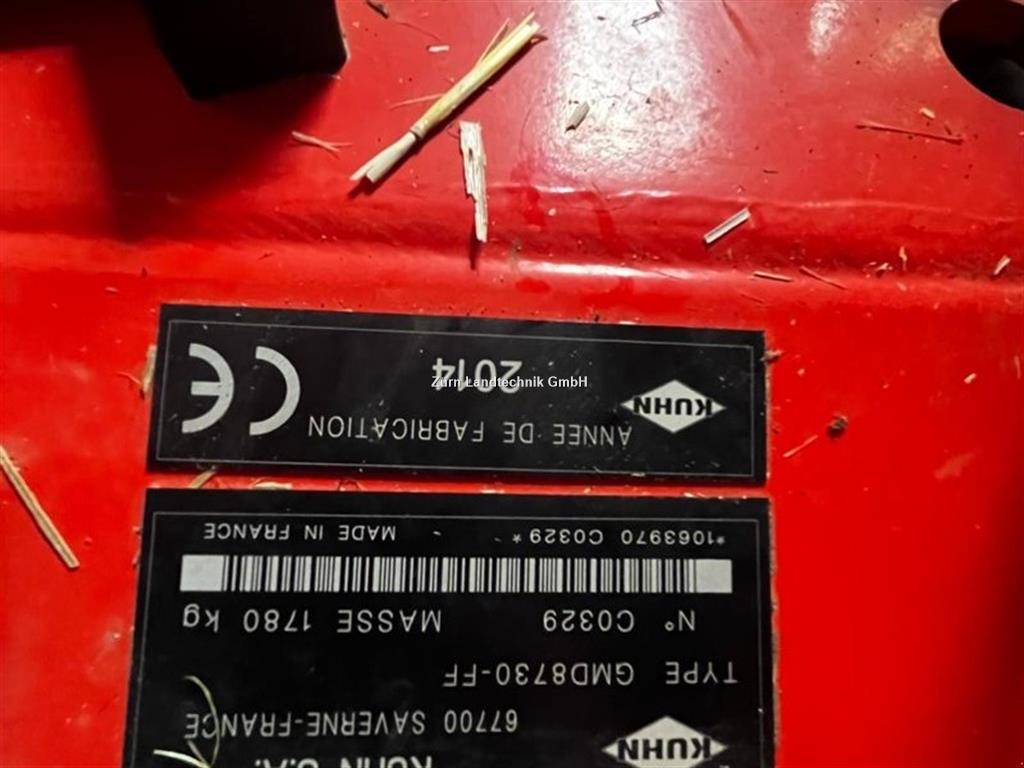 KUHN
KUHN S.A.
67700 SAVERNE-FRANCE
TYPE GMD8730-FF
N° C0329 MASSE 1780 kg
*1063970 C0329* MADE IN FRANCE
KUHN
ANNEE DE FABRICATION
2014
CE
Zürn Landtechnik GmbH